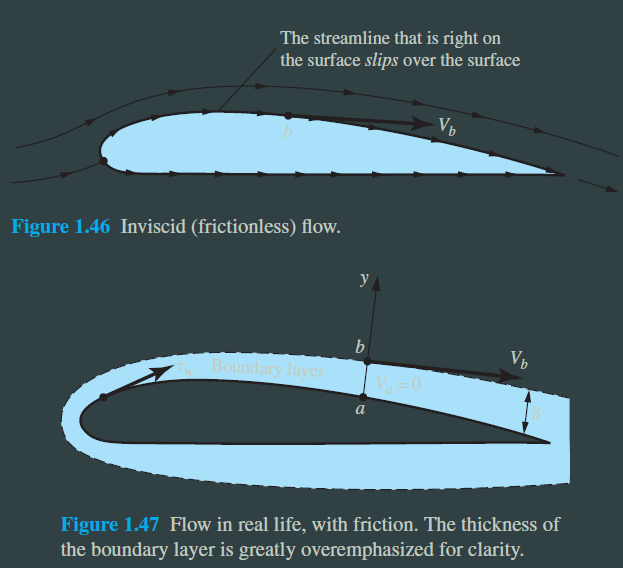 The streamline that is right on
the surface slips over the surface
b
V_b
Figure 1.46 Inviscid (frictionless) flow.
y
b
V_b
τ_w Boundary layer
V_a = 0
a
δ
Figure 1.47 Flow in real life, with friction. The thickness of
the boundary layer is greatly overemphasized for clarity.